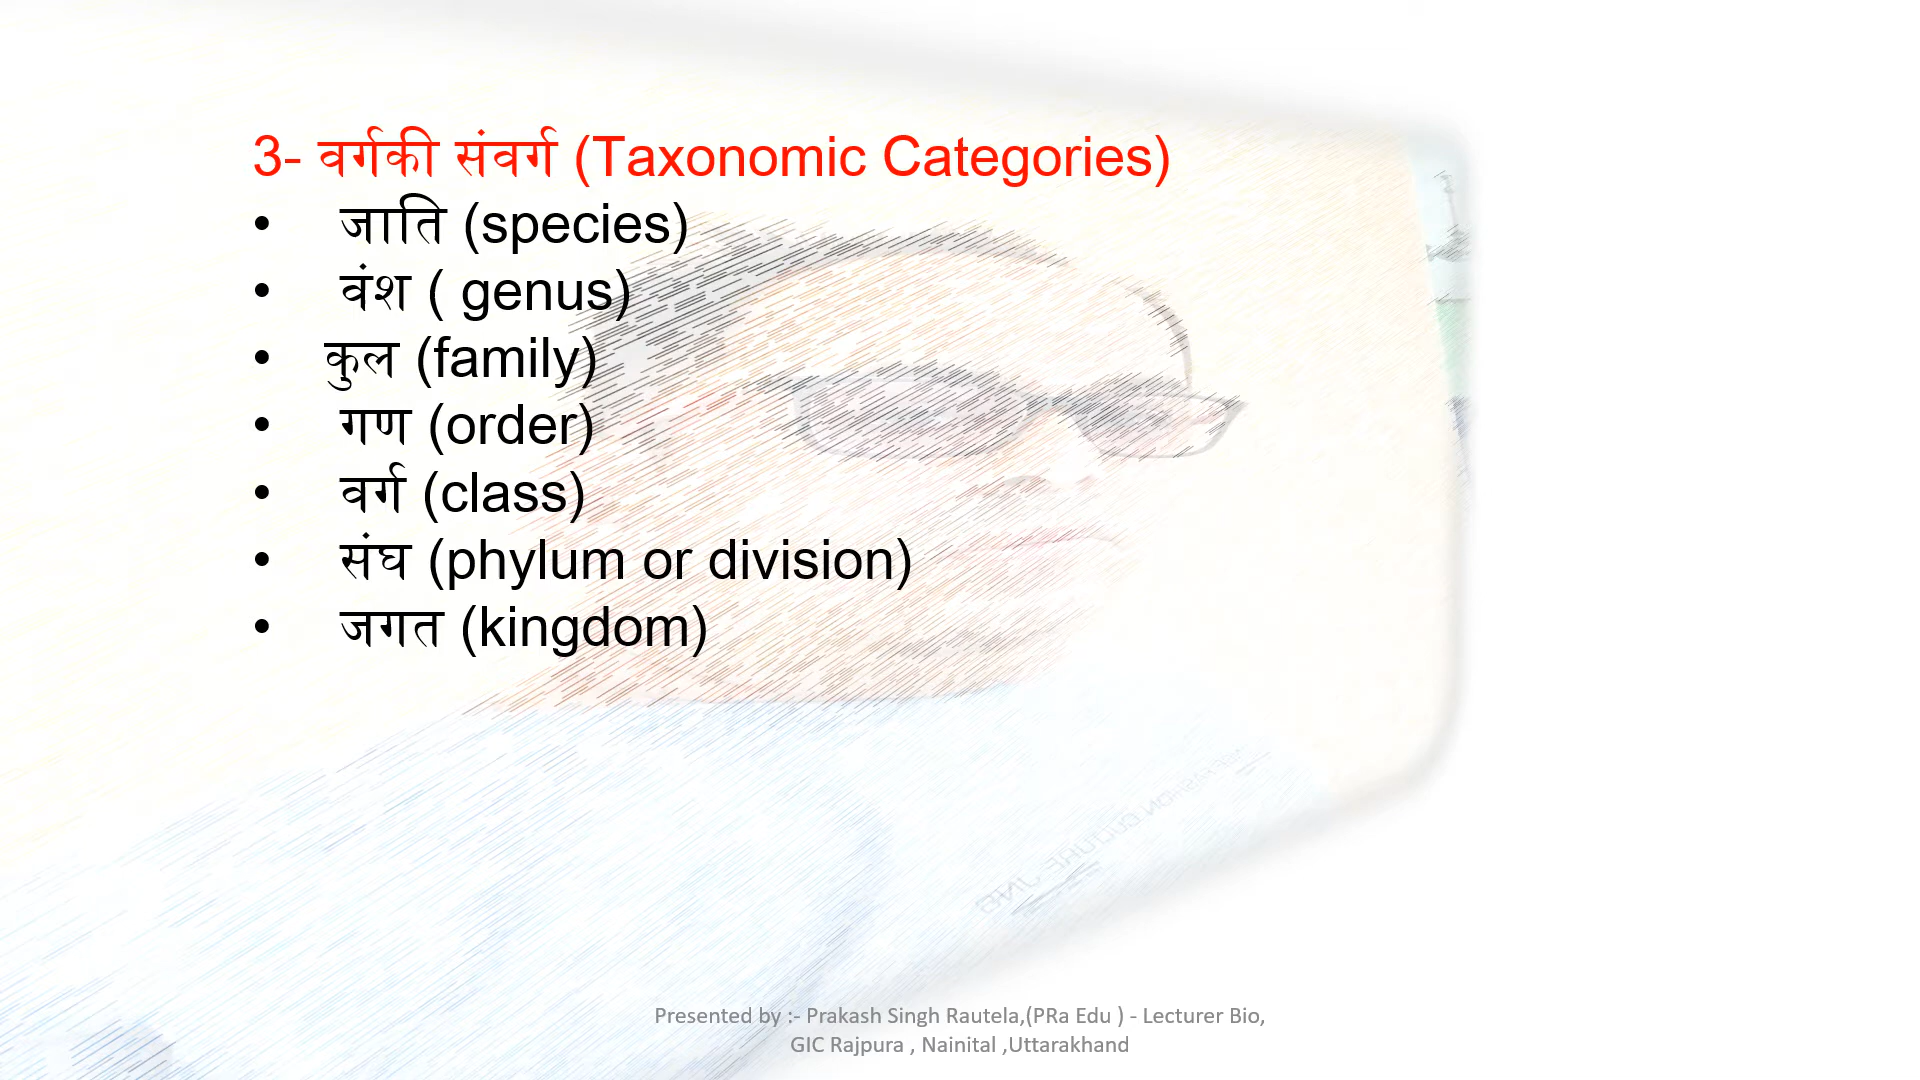 3- वर्गकी संवर्ग (Taxonomic Categories)
• जाति (species)
• वंश ( genus)
• कुल (family)
• गण (order)
• वर्ग (class)
• संघ (phylum or division)
• जगत (kingdom)
Presented by :- Prakash Singh Rautela,(PRa Edu ) - Lecturer Bio,
GIC Rajpura , Nainital ,Uttarakhand